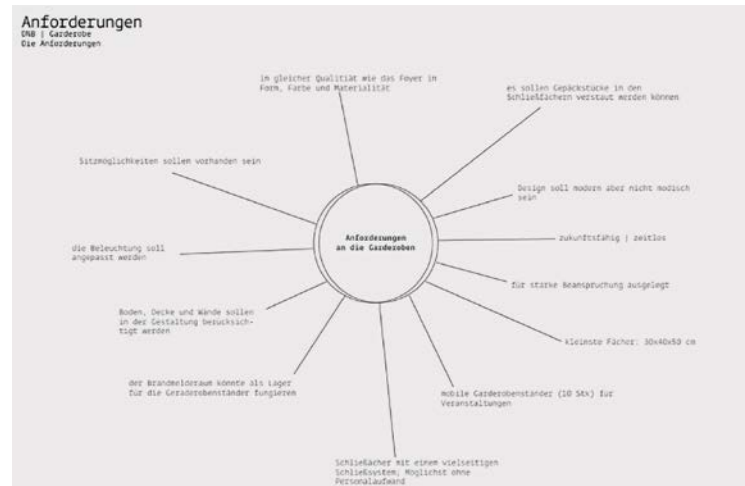 Anforderungen
DNB | Garderobe
Die Anforderungen
in gleicher Qualität wie das Foyer in
Form, Farbe und Materialität
es sollen Gepäckstücke in den
Schließfächern verstaut werden können
Sitzmöglichkeiten sollen vorhanden sein
Design soll modern aber nicht modisch
sein
Anforderungen
an die Garderoben
zukunftsfähig | zeitlos
die Beleuchtung soll
angepasst werden
für starke Beanspruchung ausgelegt
Boden, Decke und Wände sollen
in der Gestaltung berücksich-
tigt werden
kleinste Fächer: 30x40x50 cm
der Brandmelderaum könnte als Lager
für die Geraderobenständer fungieren
mobile Garderobenständer (10 Stk) für
Veranstaltungen
Schließächer mit einem vielseitigen
Schließsystem, Möglichst ohne
Personalaufwand